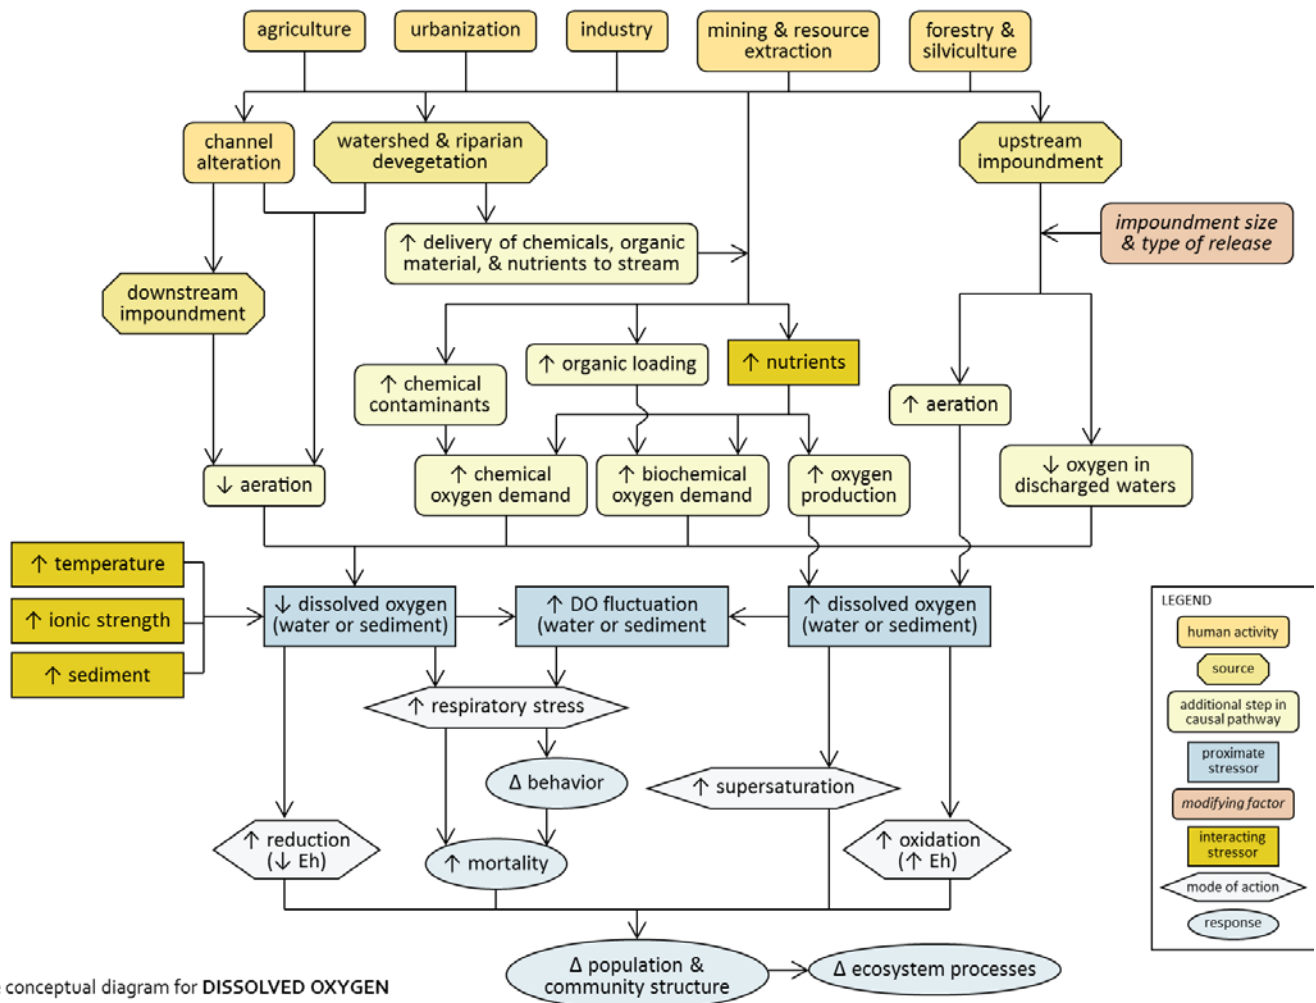 agriculture
urbanization
industry
mining & resource
extraction
forestry &
silviculture
channel
alteration
watershed & riparian
devegetation
upstream
impoundment
impoundment size
& type of release
↑ delivery of chemicals, organic
material, & nutrients to stream
downstream
impoundment
↑ chemical
contaminants
↑ organic loading
↑ nutrients
↑ aeration
↓ aeration
↑ chemical
oxygen demand
↑ biochemical
oxygen demand
↑ oxygen
production
↓ oxygen in
discharged waters
↑ temperature
↑ ionic strength
↑ sediment
↓ dissolved oxygen
(water or sediment)
↑ DO fluctuation
(water or sediment
↑ dissolved oxygen
(water or sediment)
↑ respiratory stress
Δ behavior
↑ supersaturation
↑ reduction
(↓ Eh)
↑ mortality
↑ oxidation
(↑ Eh)
Δ population &
community structure
Δ ecosystem processes
LEGEND
human activity
source
additional step in
causal pathway
proximate
stressor
modifying factor
interacting
stressor
mode of action
response
conceptual diagram for DISSOLVED OXYGEN